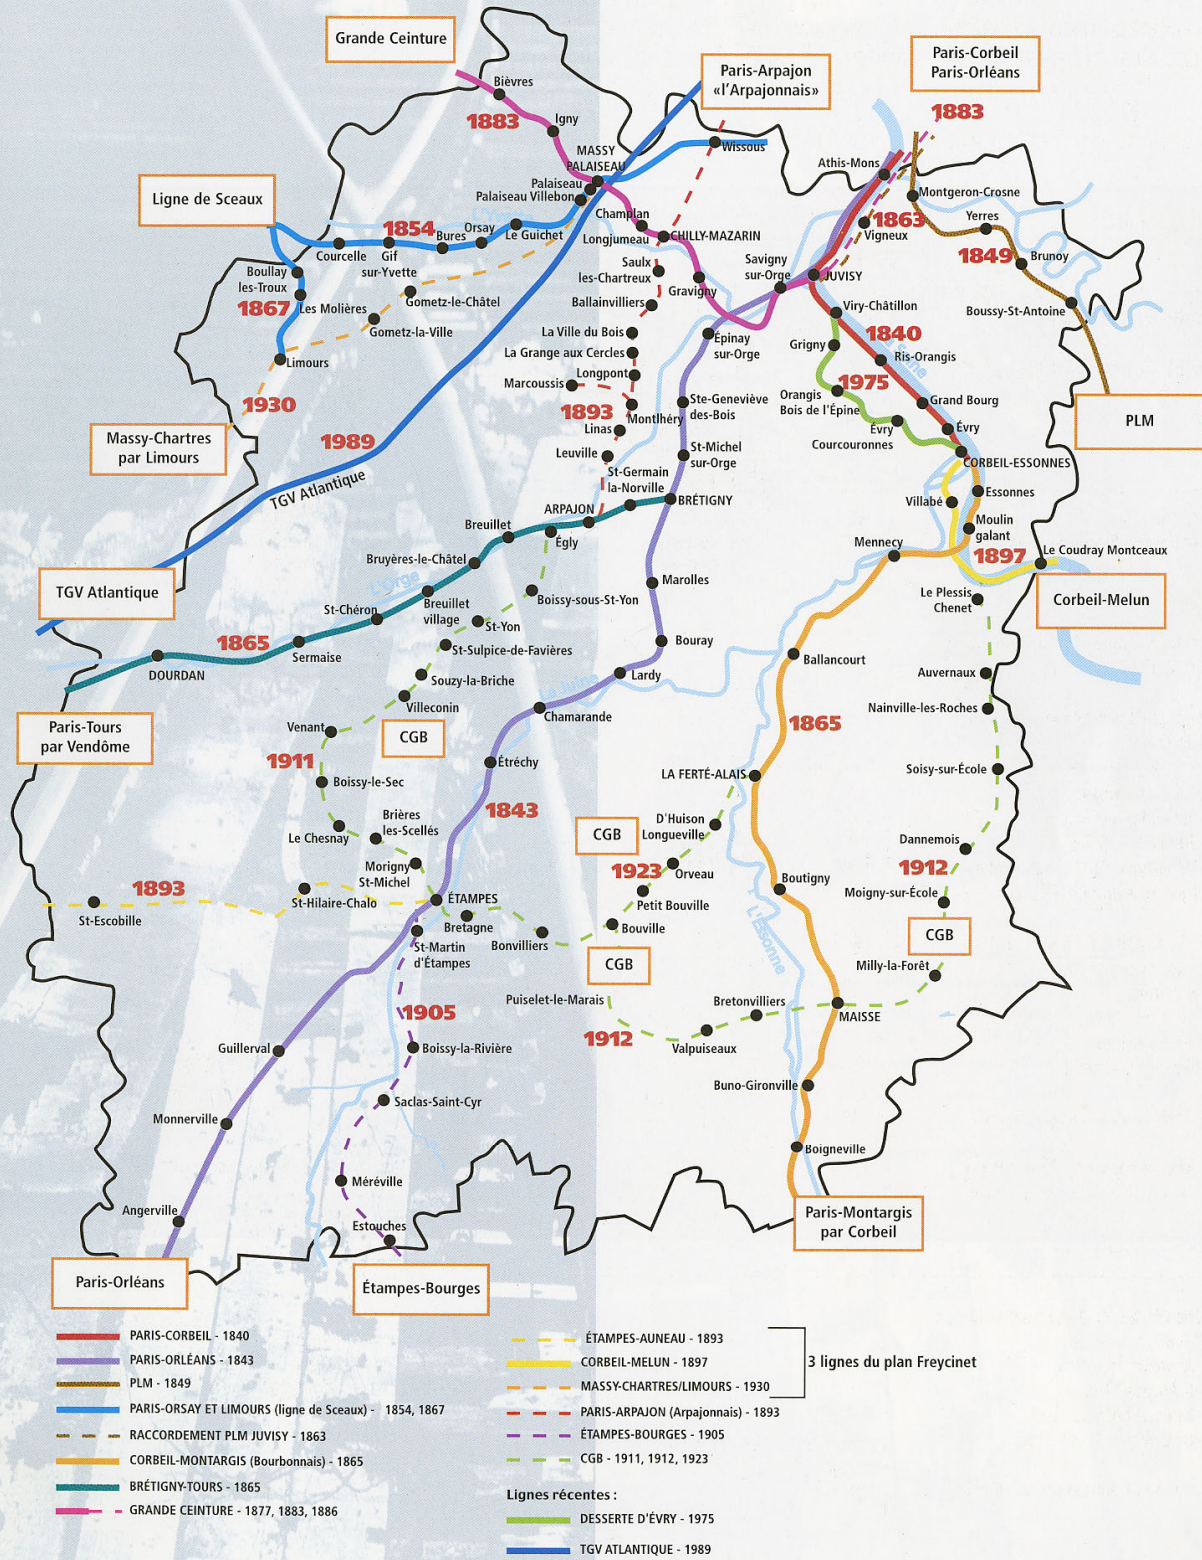 Grande Ceinture
Paris-Arpajon
«l'Arpajonnais»
Paris-Corbeil
Paris-Orléans
Bièvres
1883
Igny
1883
MASSY
PALAISEAU
Wissous
Athis-Mons
Palaiseau
Palaiseau Villebon
Ligne de Sceaux
Montgeron-Crosne
Champlan
1863
Yerres
1854
Orsay
Le Guichet
Longjumeau
CHILLY-MAZARIN
Vigneux
Bures
Courcelle
Gif
sur-Yvette
1849
Brunoy
Savigny
sur-Orge
JUVISY
Saulx
les-Chartreux
Boullay
les-Troux
Gravigny
1867
Les Molières
Gometz-le-Châtel
Ballainvilliers
Viry-Châtillon
Boussy-St-Antoine
Gometz-la-Ville
La Ville du Bois
1840
Épinay
sur-Orge
Grigny
La Grange aux Cercles
Ris-Orangis
La Seine
Limours
Longpont
Marcoussis
1975
1930
Orangis
Bois de l'Épine
Ste-Geneviève
des-Bois
Grand Bourg
1893
Montlhéry
PLM
Linas
Évry
Évry
Courcouronnes
Massy-Chartres
par Limours
1989
Leuville
St-Michel
sur-Orge
CORBEIL-ESSONNES
St-Germain
la-Norville
TGV Atlantique
BRÉTIGNY
Essonnes
Villabé
ARPAJON
Breuillet
Moulin
galant
Égly
Mennecy
1897
Le Coudray Montceaux
Bruyères-le-Châtel
L'Orge
Marolles
TGV Atlantique
Boissy-sous-St-Yon
Le Plessis
Chenet
Corbeil-Melun
St-Chéron
Breuillet
village
St-Yon
1865
Sermaise
Bouray
St-Sulpice-de-Favières
Ballancourt
DOURDAN
Souzy-la-Briche
Lardy
Auvernaux
La Juine
Villeconin
Nainville-les-Roches
Chamarande
Paris-Tours
par Vendôme
Venant
CGB
1865
1911
Étréchy
Boissy-le-Sec
LA FERTÉ-ALAIS
Soisy-sur-École
1843
Brières
les-Scellés
CGB
D'Huison
Longueville
Le Chesnay
Dannemois
Morigny
St-Michel
1923
Orveau
1912
1893
Boutigny
Moigny-sur-École
St-Hilaire-Chalo
ÉTAMPES
Petit Bouville
St-Escobille
Bretagne
Bouville
L'Essonne
CGB
Bonvilliers
St-Martin
d'Étampes
CGB
Milly-la-Forêt
Puiselet-le-Marais
Bretonvilliers
1905
MAISSE
1912
Valpuiseaux
Guillerval
Boissy-la-Rivière
Buno-Gironville
Saclas-Saint-Cyr
Monnerville
Boigneville
Méréville
Angerville
Estouches
Paris-Montargis
par Corbeil
Paris-Orléans
Étampes-Bourges
PARIS-CORBEIL - 1840
PARIS-ORLÉANS - 1843
PLM - 1849
PARIS-ORSAY ET LIMOURS (ligne de Sceaux) - 1854, 1867
RACCORDEMENT PLM JUVISY - 1863
CORBEIL-MONTARGIS (Bourbonnais) - 1865
BRÉTIGNY-TOURS - 1865
GRANDE CEINTURE - 1877, 1883, 1886
ÉTAMPES-AUNEAU - 1893
CORBEIL-MELUN - 1897
MASSY-CHARTRES/LIMOURS - 1930
3 lignes du plan Freycinet
PARIS-ARPAJON (Arpajonnais) - 1893
ÉTAMPES-BOURGES - 1905
CGB - 1911, 1912, 1923
Lignes récentes :
DESSERTE D'ÉVRY - 1975
TGV ATLANTIQUE - 1989